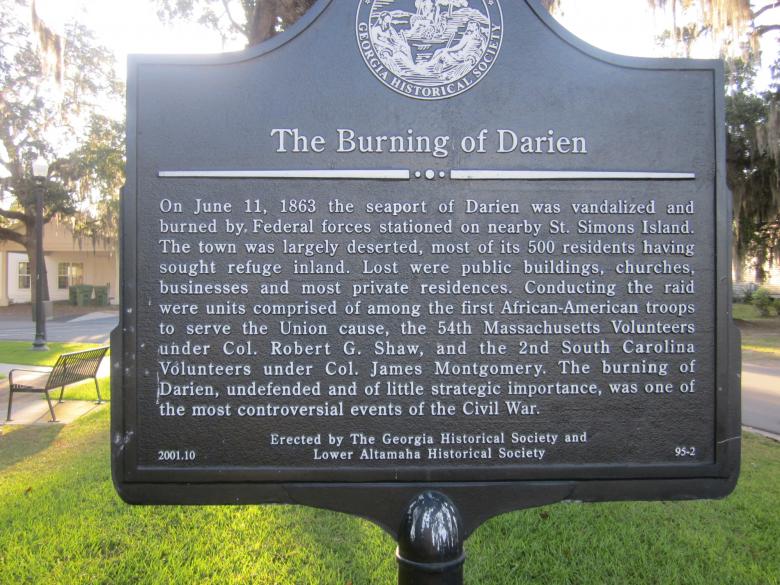 GEORGIA HISTORICAL SOCIETY
The Burning of Darien
On June 11, 1863 the seaport of Darien was vandalized and
burned by, Federal forces stationed on nearby St. Simons Island.
The town was largely deserted, most of its 500 residents having
sought refuge inland. Lost were public buildings, churches,
businesses and most private residences. Conducting the raid
were units comprised of among the first African-American troops
to serve the Union cause, the 54th Massachusetts Volunteers
under Col. Robert G. Shaw, and the 2nd South Carolina
Volunteers under Col. James Montgomery. The burning of
Darien, undefended and of little strategic importance, was one of
the most controversial events of the Civil War.
Erected by The Georgia Historical Society and
Lower Altamaha Historical Society
2001.10
95-2